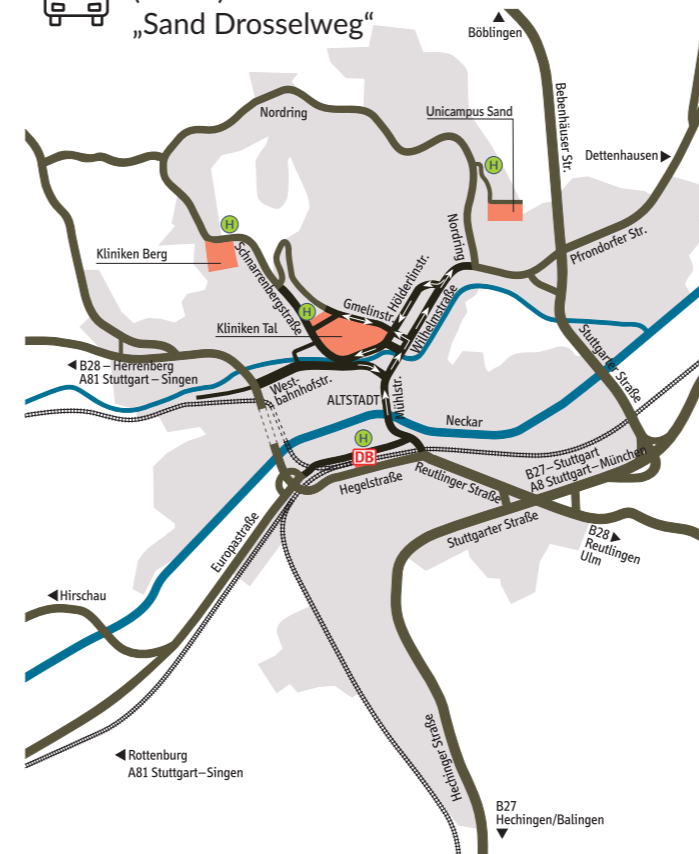 „Sand Drosselweg“
Böblingen
Bebenhäuser Str.
Nordring
Unicampus Sand
Dettenhausen
H
H
Nordring
Pfrondorfer Str.
Kliniken Berg
Schnarrenbergstraße
Hölderlinstr.
Gmelinstr.
Wilhelmstraße
H
Kliniken Tal
Stuttgarter Straße
B28 – Herrenberg
A81 Stuttgart – Singen
West-
bahnhofstr.
ALTSTADT
Mühlstr.
Neckar
H
DB
Hegelstraße
Reutlinger Straße
B27–Stuttgart
A8 Stuttgart–München
Stuttgarter Straße
B28
Reutlingen
Ulm
Europastraße
Hirschau
Rottenburg
A81 Stuttgart–Singen
Hechinger Straße
B27
Hechingen/Balingen